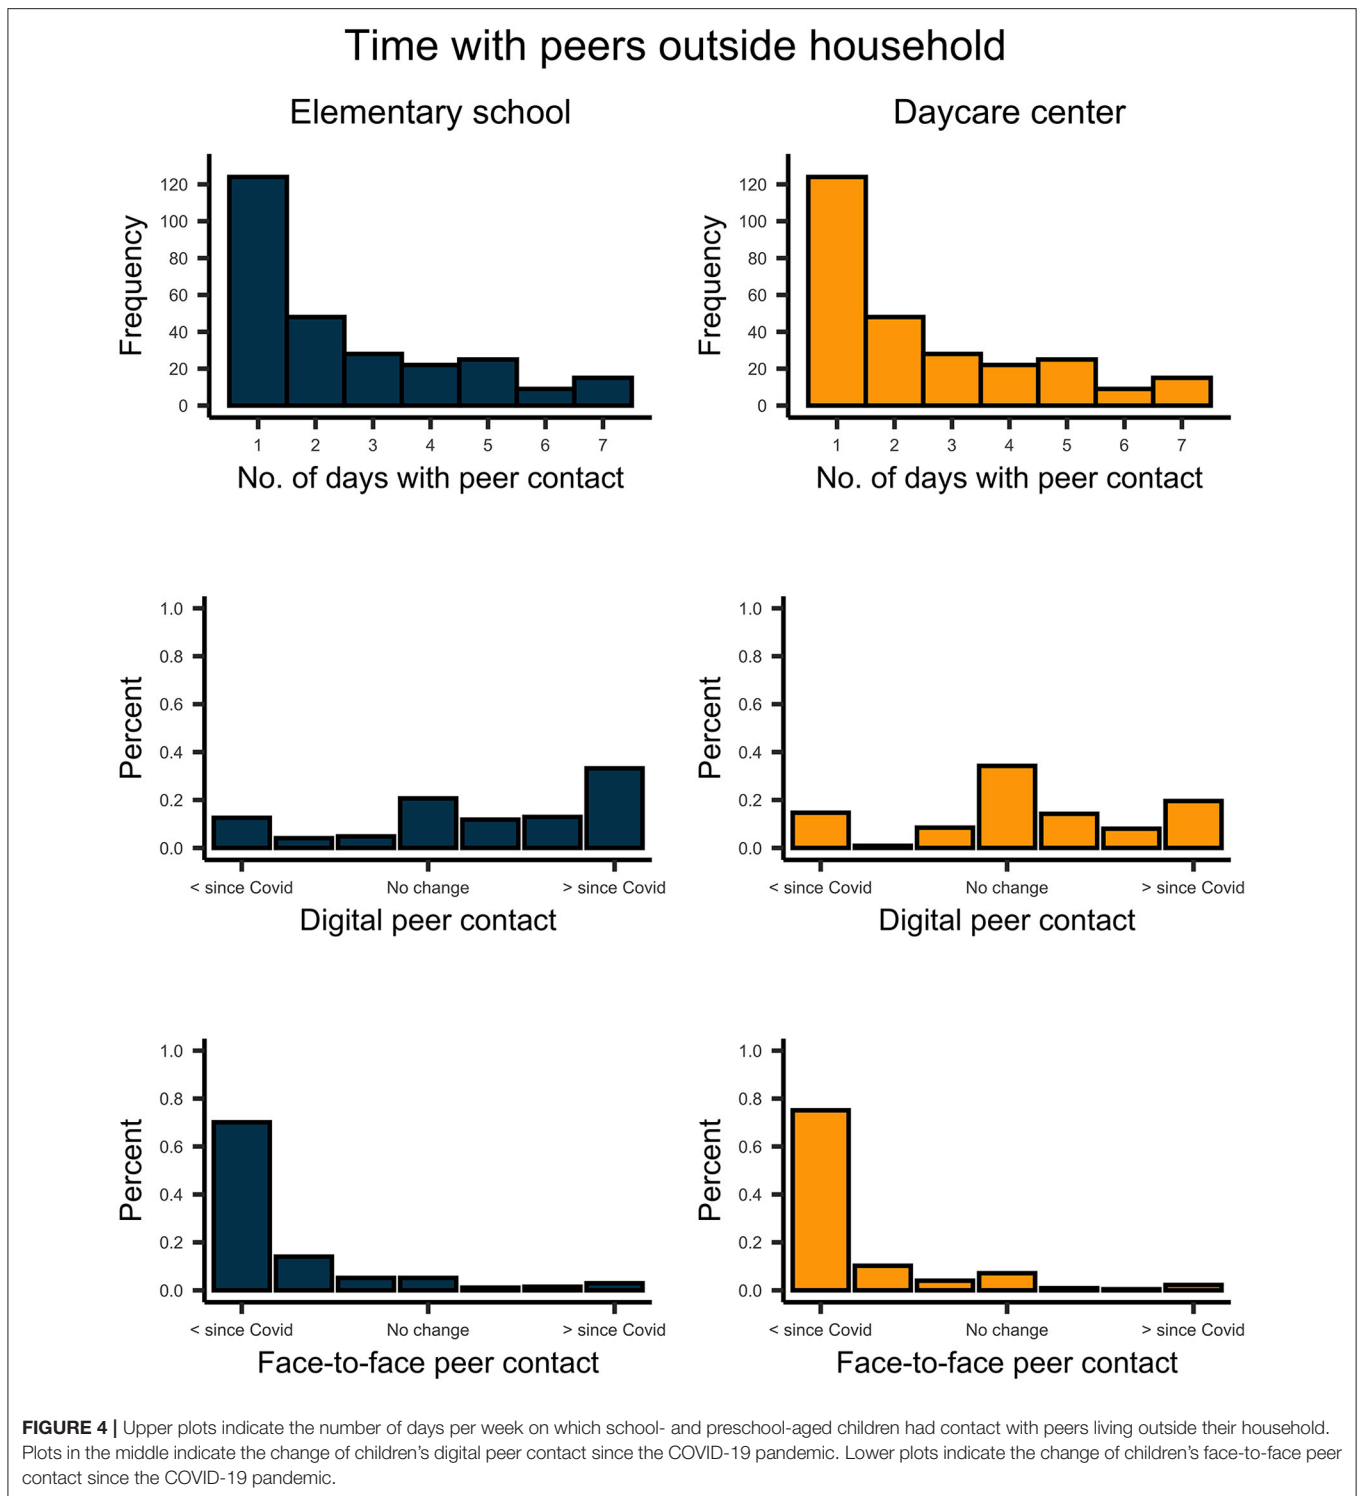 Time with peers outside household
Elementary school
Daycare center
Frequency
120
100
80
60
40
20
0
1 2 3 4 5 6 7
No. of days with peer contact
Frequency
120
100
80
60
40
20
0
1 2 3 4 5 6 7
No. of days with peer contact
Percent
1.0
0.8
0.6
0.4
0.2
0.0
< since Covid No change > since Covid
Digital peer contact
Percent
1.0
0.8
0.6
0.4
0.2
0.0
< since Covid No change > since Covid
Digital peer contact
Percent
1.0
0.8
0.6
0.4
0.2
0.0
< since Covid No change > since Covid
Face-to-face peer contact
Percent
1.0
0.8
0.6
0.4
0.2
0.0
< since Covid No change > since Covid
Face-to-face peer contact
FIGURE 4 | Upper plots indicate the number of days per week on which school- and preschool-aged children had contact with peers living outside their household.
Plots in the middle indicate the change of children's digital peer contact since the COVID-19 pandemic. Lower plots indicate the change of children's face-to-face peer
contact since the COVID-19 pandemic.